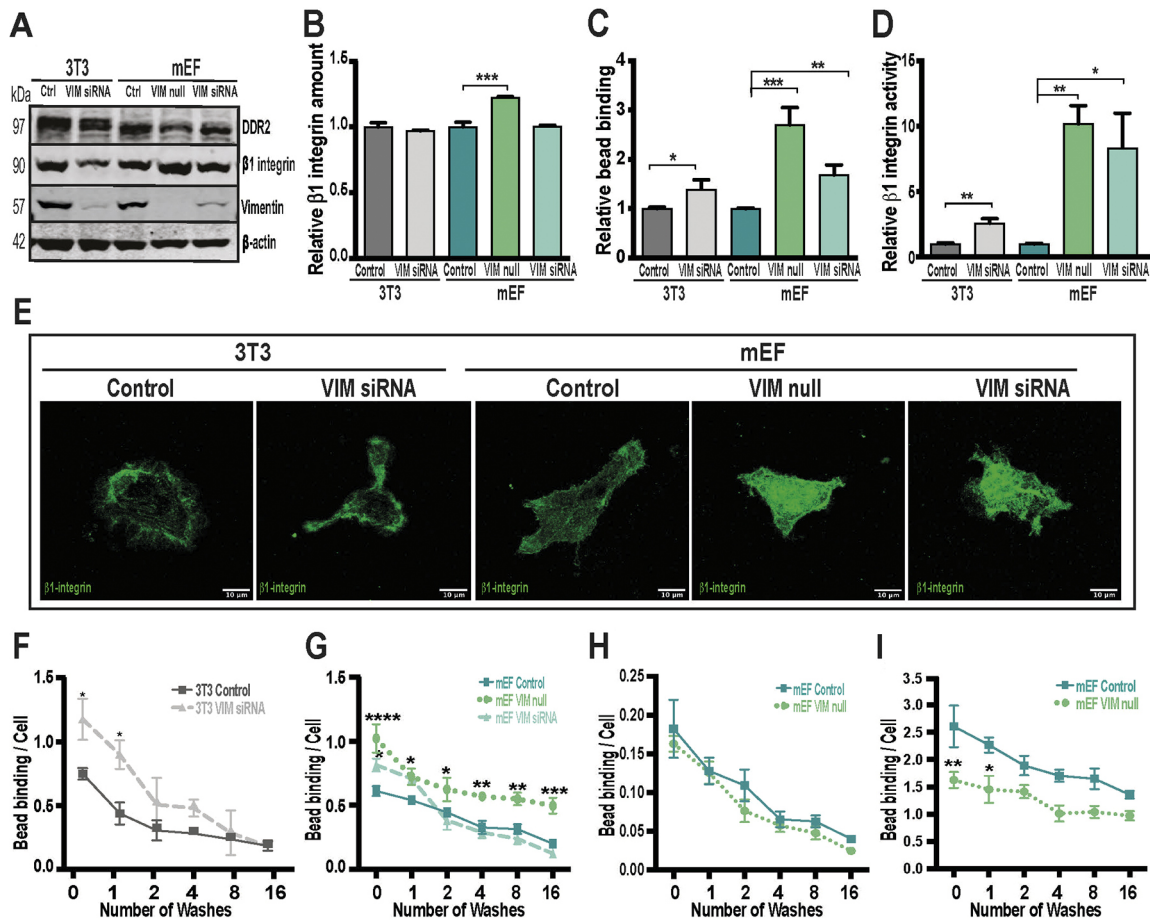 A
3T3 mEF
kDa Ctrl VIM siRNA Ctrl VIM null VIM siRNA
97 DDR2
90 β1 integrin
57 Vimentin
42 β-actin
B
Relative β1 integrin amount
1.5
1.0
0.5
0.0
***
Control VIM siRNA Control VIM null VIM siRNA
3T3 mEF
C
Relative bead binding
4
3
2
1
0
* *** **
Control VIM siRNA Control VIM null VIM siRNA
3T3 mEF
D
Relative β1 integrin activity
15
10
5
0
** ** *
Control VIM siRNA Control VIM null VIM siRNA
3T3 mEF
E
3T3 mEF
Control VIM siRNA Control VIM null VIM siRNA
β1-integrin β1-integrin β1-integrin β1-integrin β1-integrin
10 µm 10 µm 10 µm 10 µm 10 µm
F
Bead binding / Cell
1.5
1.0
0.5
0.0
3T3 Control
3T3 VIM siRNA
* *
0 1 2 4 8 16
Number of Washes
G
Bead binding / Cell
1.5
1.0
0.5
0.0
mEF Control
mEF VIM null
mEF VIM siRNA
**** * * * ** ** ***
0 1 2 4 8 16
Number of Washes
H
Bead binding / Cell
0.25
0.20
0.15
0.10
0.05
0.00
mEF Control
mEF VIM null
0 1 2 4 8 16
Number of Washes
I
Bead binding / Cell
3.5
3.0
2.5
2.0
1.5
1.0
0.5
0.0
mEF Control
mEF VIM null
** *
0 1 2 4 8 16
Number of Washes